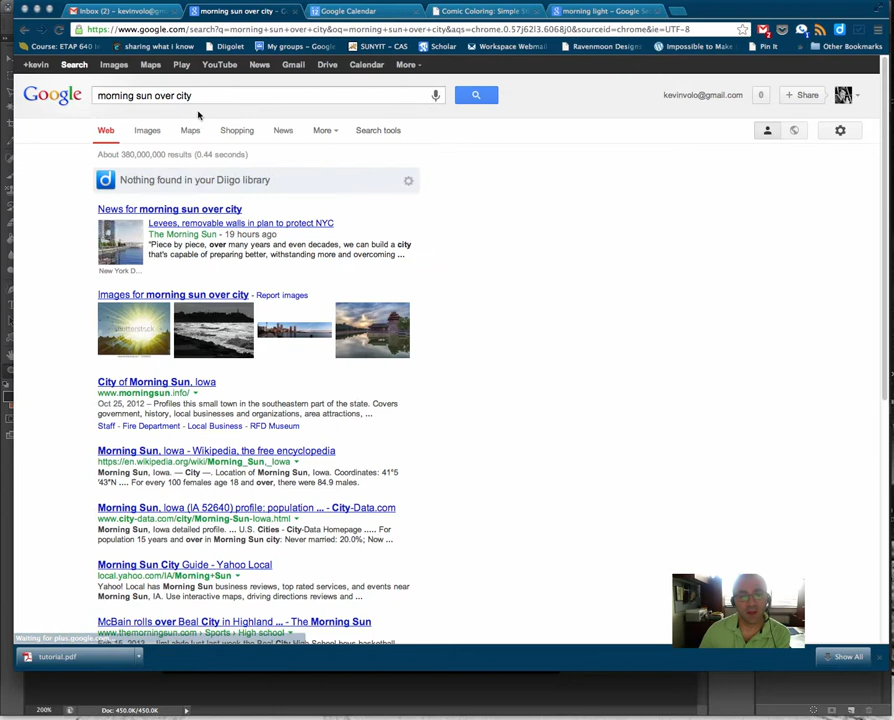 Inbox (2) – kevinvolo@gm
morning sun over city - Go
Google Calendar
Comic Coloring: Simple St
morning light - Google Se
https://www.google.com/search?q=morning+sun+over+city&oq=morning+sun+over+city&aqs=chrome.0.57j62l3.6068j0&sourceid=chrome&ie=UTF-8
Course: ETAP 640
sharing what i know
Diigolet
My groups – Google
SUNYIT - CAS
Scholar
Workspace Webmail
Ravenmoon Designs
Impossible to Make
Pin It
Other Bookmarks
+kevin Search Images Maps Play YouTube News Gmail Drive Calendar More
Google
morning sun over city
kevinvolo@gmail.com
0
+ Share
Web Images Maps Shopping News More Search tools
About 380,000,000 results (0.44 seconds)
Nothing found in your Diigo library
News for morning sun over city
Levees, removable walls in plan to protect NYC
The Morning Sun - 19 hours ago
"Piece by piece, over many years and even decades, we can build a city
that's capable of preparing better, withstanding more and overcoming ...
New York D...
Images for morning sun over city - Report images
shutterstock
City of Morning Sun, Iowa
www.morningsun.info/
Oct 25, 2012 – Profiles this small town in the southeastern part of the state. Covers
government, history, local businesses and organizations, area attractions, ...
Staff - Fire Department - Local Business - RFD Museum
Morning Sun, Iowa - Wikipedia, the free encyclopedia
https://en.wikipedia.org/wiki/Morning_Sun,_Iowa
Morning Sun, Iowa. — City —. Location of Morning Sun, Iowa. Coordinates: 41°5
'43″N .... For every 100 females age 18 and over, there were 84.9 males.
Morning Sun, Iowa (IA 52640) profile: population ... - City-Data.com
www.city-data.com/city/Morning-Sun-Iowa.html
Morning Sun, Iowa detailed profile. ... U.S. Cities - City-Data Homepage ..... For
population 15 years and over in Morning Sun city: Never married: 20.0%; Now ...
Morning Sun City Guide - Yahoo Local
local.yahoo.com/IA/Morning+Sun
Yahoo! Local has Morning Sun business reviews, top rated services, and events near
Morning Sun, IA. Use interactive maps, driving directions reviews and ...
McBain rolls over Beal City in Highland ... - The Morning Sun
www.themorningsun.com › Sports › High school
Waiting for plus.google.com
tutorial.pdf
Show All
200%
Doc: 450.0K/450.0K